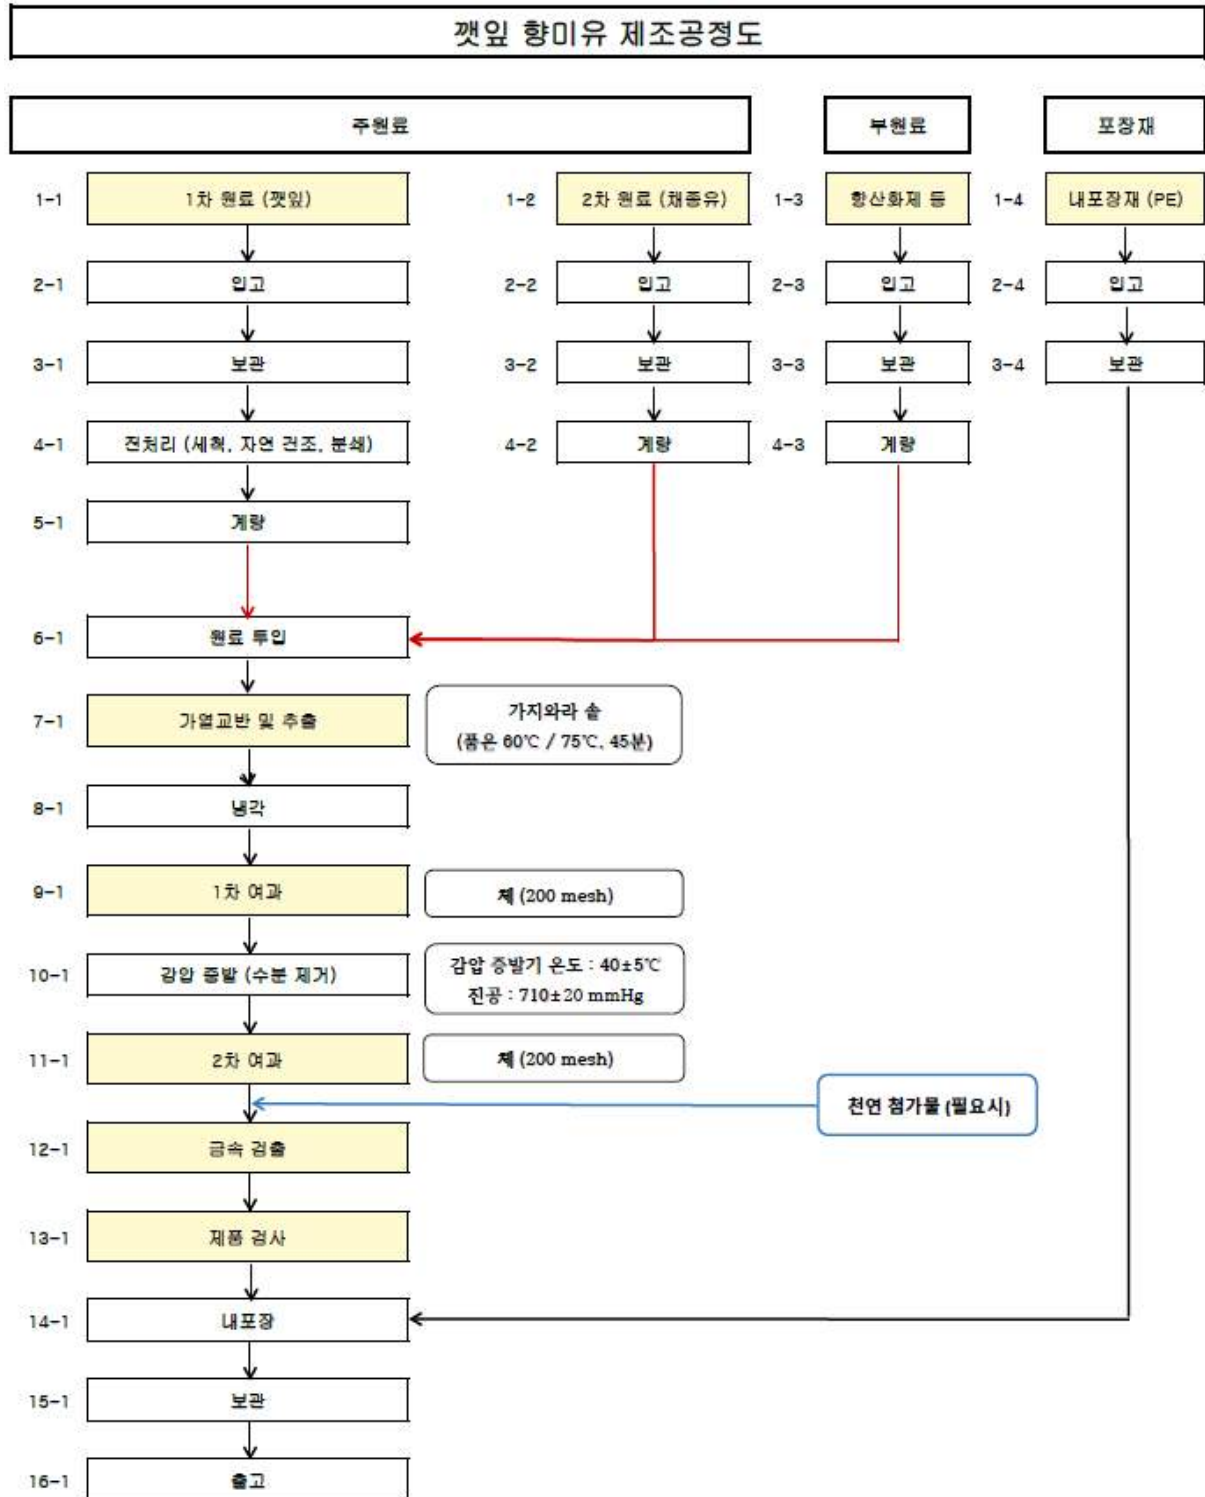 깻잎 향미유 제조공정도
주원료
부원료
포장재
1-1 1차 원료 (깻잎) 1-2 2차 원료 (채종유) 1-3 항산화제 등 1-4 내포장재 (PE)
2-1 입고 2-2 입고 2-3 입고 2-4 입고
3-1 보관 3-2 보관 3-3 보관 3-4 보관
4-1 전처리 (세척, 자연 건조, 분쇄) 4-2 계량 4-3 계량
5-1 계량
6-1 원료 투입
7-1 가열교반 및 추출
가지와라 솥
(품온 60℃ / 75℃, 45분)
8-1 냉각
9-1 1차 여과 체 (200 mesh)
10-1 감압 증발 (수분 제거)
감압 증발기 온도 : 40±5℃
진공 : 710±20 mmHg
11-1 2차 여과 체 (200 mesh)
천연 첨가물 (필요시)
12-1 금속 검출
13-1 제품 검사
14-1 내포장
15-1 보관
16-1 출고